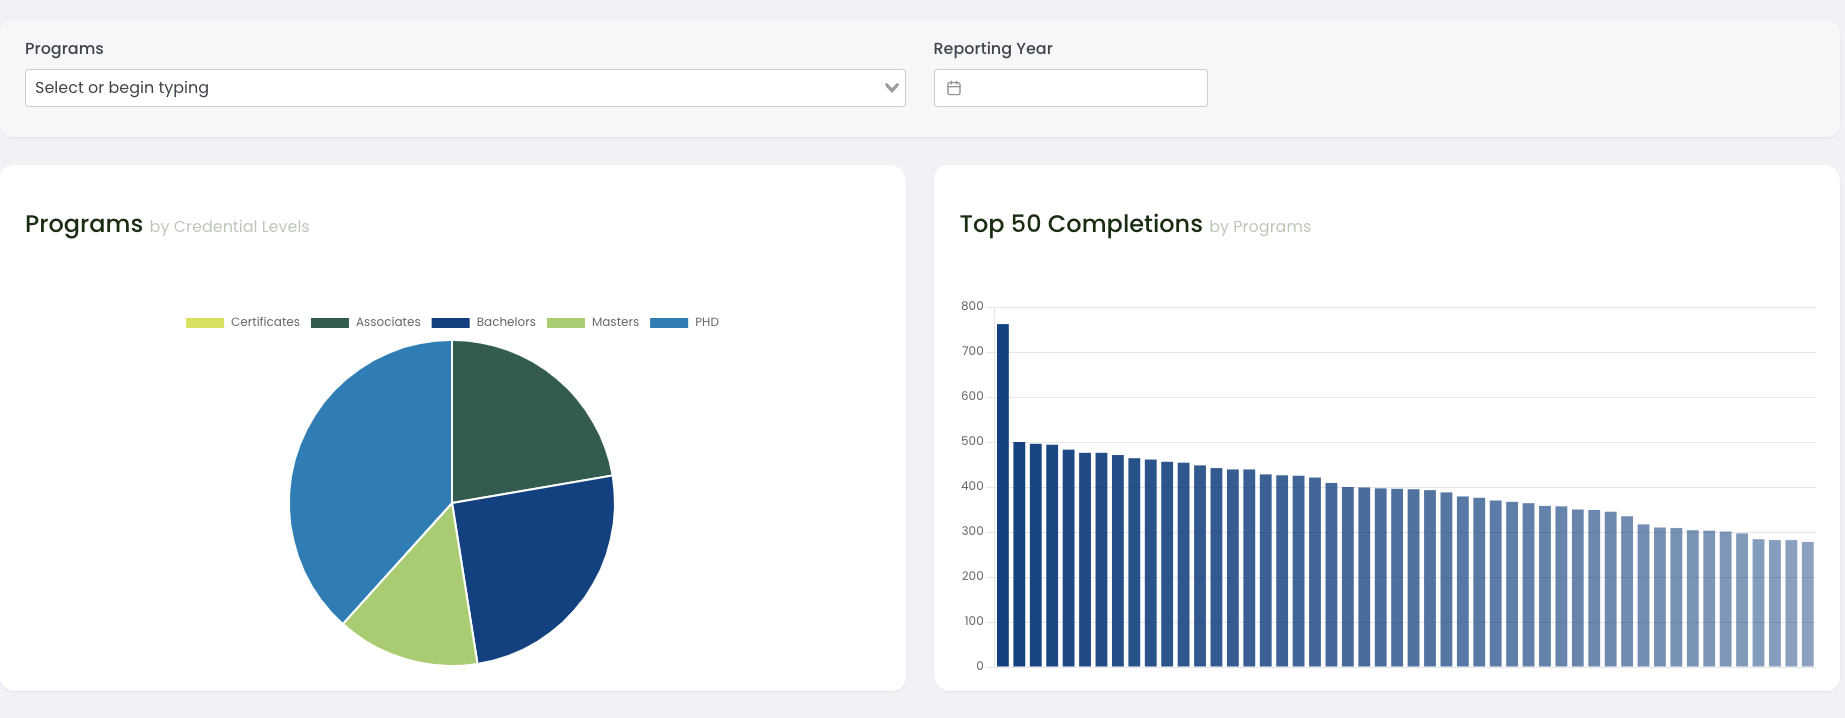 Programs
Select or begin typing
Reporting Year
Programs by Credential Levels
Certificates Associates Bachelors Masters PHD
Top 50 Completions by Programs
800
700
600
500
400
300
200
100
0